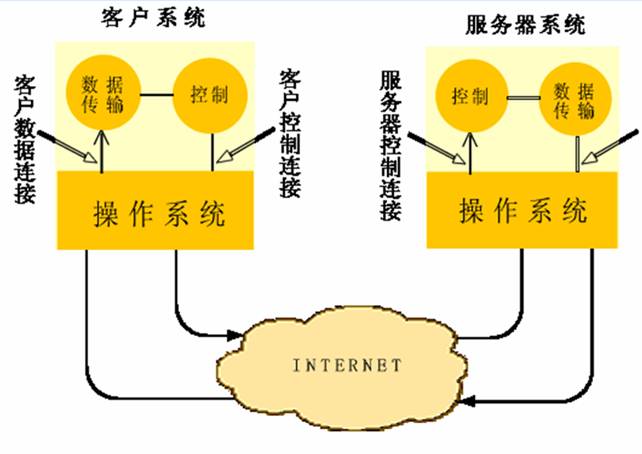 客户系统
服务器系统
客户数据连接
数据
传输
控制
客户控制连接
服务器控制连接
控制
数据
传输
操作系统
操作系统
INTERNET